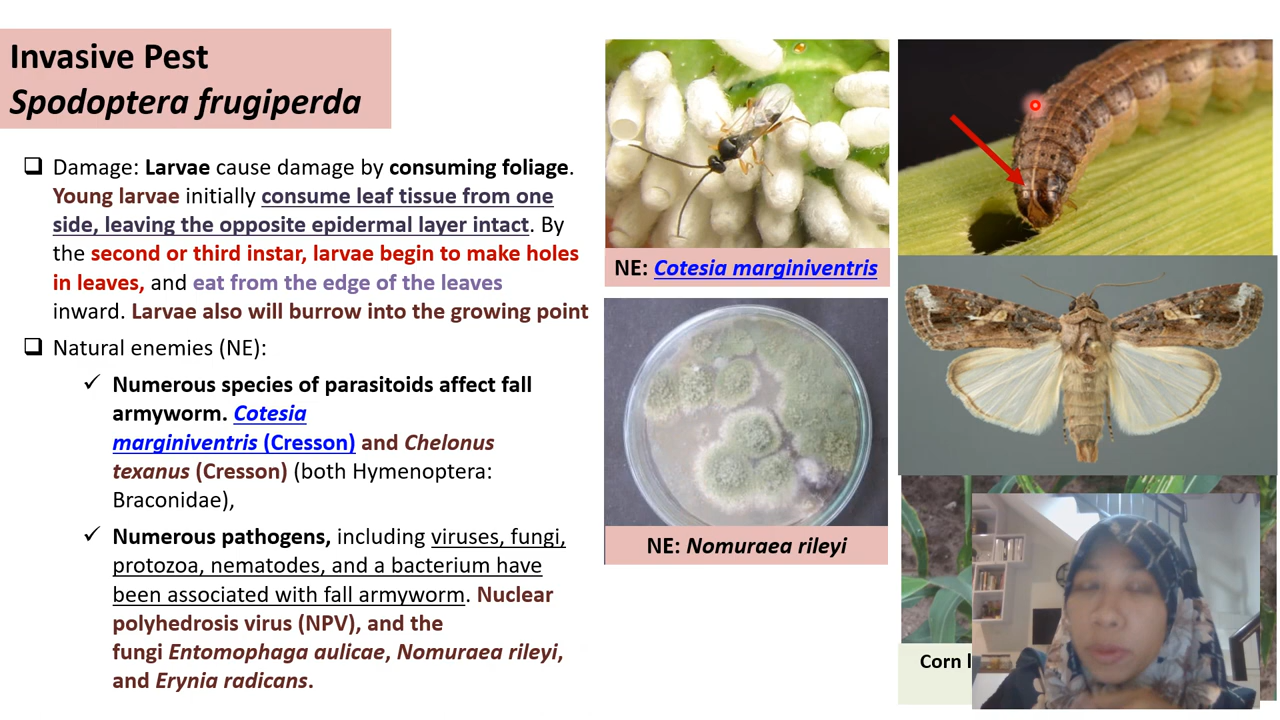 Invasive Pest
Spodoptera frugiperda
Damage: Larvae cause damage by consuming foliage.
Young larvae initially consume leaf tissue from one
side, leaving the opposite epidermal layer intact. By
the second or third instar, larvae begin to make holes
in leaves, and eat from the edge of the leaves
inward. Larvae also will burrow into the growing point
Natural enemies (NE):
Numerous species of parasitoids affect fall
armyworm. Cotesia
marginiventris (Cresson) and Chelonus
texanus (Cresson) (both Hymenoptera:
Braconidae),
Numerous pathogens, including viruses, fungi,
protozoa, nematodes, and a bacterium have
been associated with fall armyworm. Nuclear
polyhedrosis virus (NPV), and the
fungi Entomophaga aulicae, Nomuraea rileyi,
and Erynia radicans.
NE: Cotesia marginiventris
NE: Nomuraea rileyi
Corn